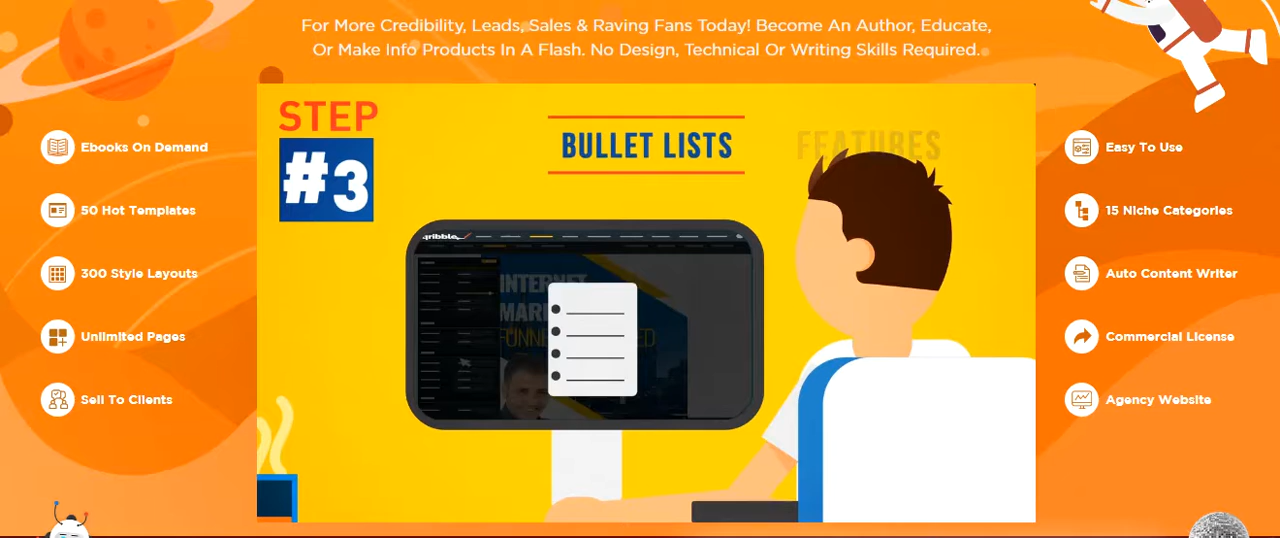 For More Credibility, Leads, Sales & Raving Fans Today! Become An Author, Educate,
Or Make Info Products In A Flash. No Design, Technical Or Writing Skills Required.
Ebooks On Demand
50 Hot Templates
300 Style Layouts
Unlimited Pages
Sell To Clients
STEP
#3
BULLET LISTS
FEATURES
INTERNET
Easy To Use
15 Niche Categories
Auto Content Writer
Commercial License
Agency Website